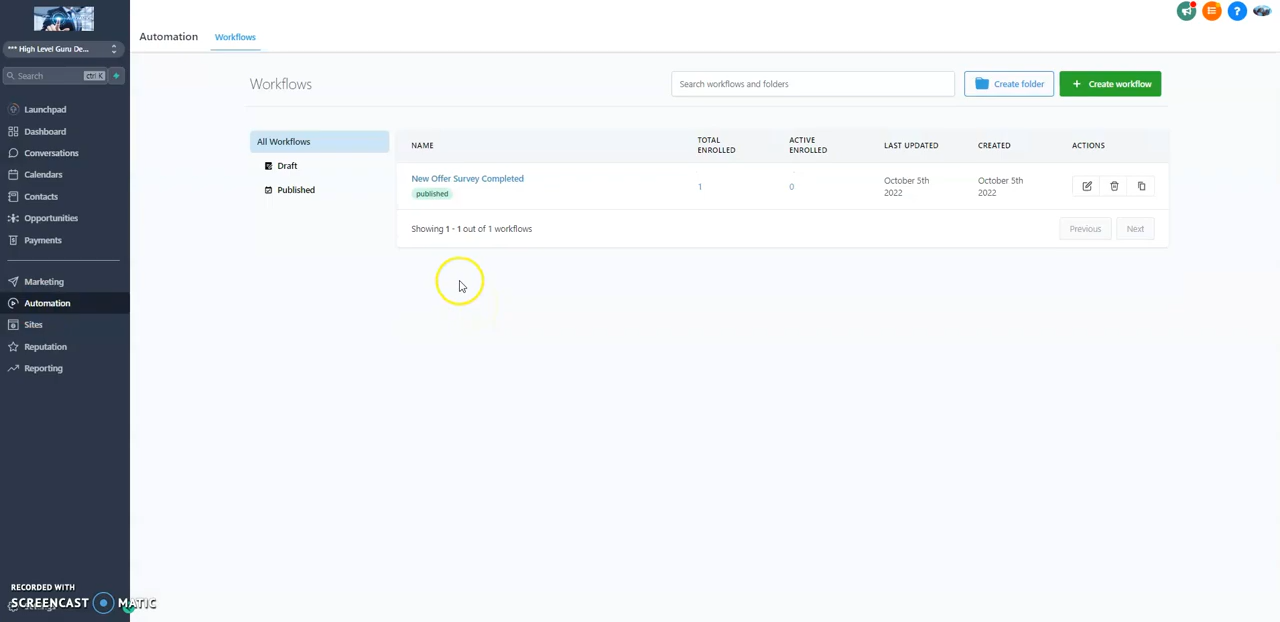 Automation
Workflows
*** High Level Guru De...
Search
ctrl K
+
Launchpad
Dashboard
Conversations
Calendars
Contacts
Opportunities
Payments
Marketing
Automation
Sites
Reputation
Reporting
RECORDED WITH
SCREENCAST MATIC
?
Workflows
Search workflows and folders
Create folder
+ Create workflow
All Workflows
Draft
Published
NAME
TOTAL
ENROLLED
ACTIVE
ENROLLED
LAST UPDATED
CREATED
ACTIONS
New Offer Survey Completed
published
1
0
October 5th
2022
October 5th
2022
Showing 1 - 1 out of 1 workflows
Previous
Next